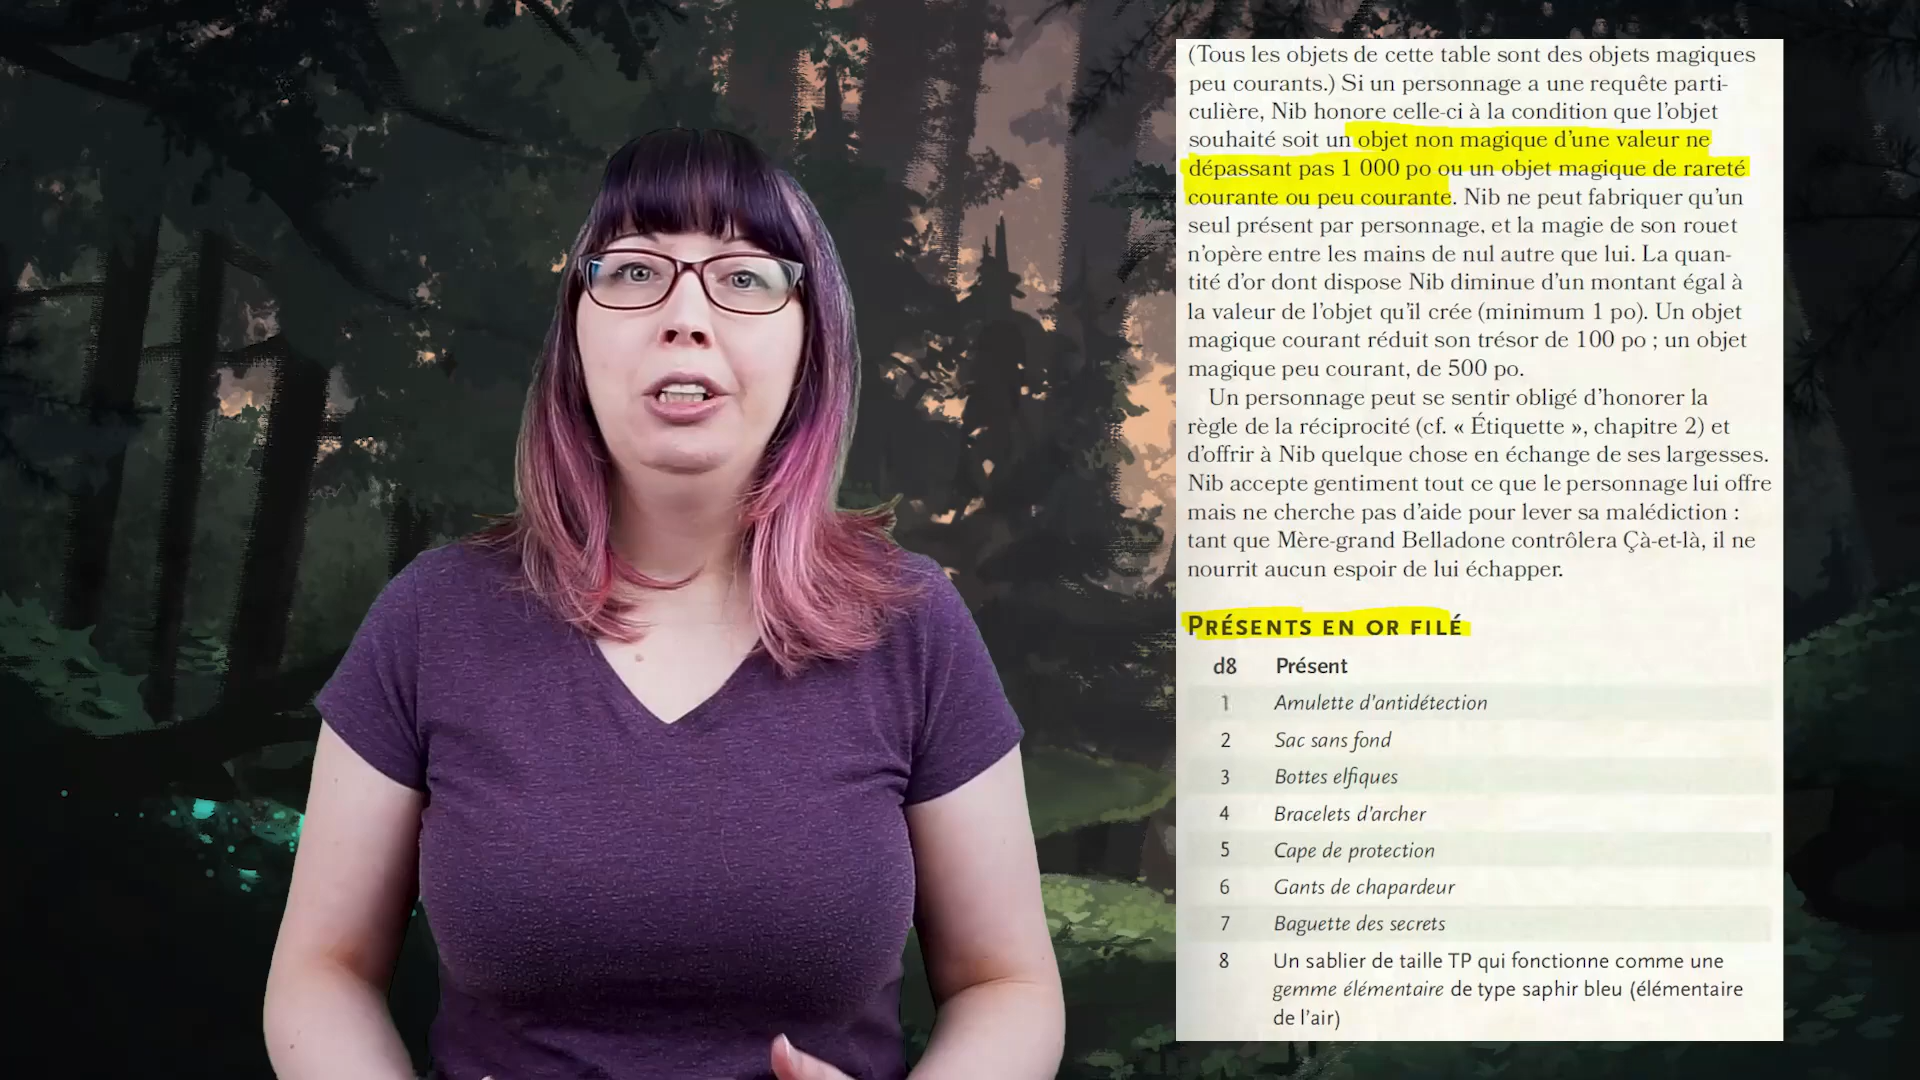 (Tous les objets de cette table sont des objets magiques
peu courants.) Si un personnage a une requête parti-
culière, Nib honore celle-ci à la condition que l'objet
souhaité soit un objet non magique d'une valeur ne
dépassant pas 1 000 po ou un objet magique de rareté
courante ou peu courante. Nib ne peut fabriquer qu'un
seul présent par personnage, et la magie de son rouet
n'opère entre les mains de nul autre que lui. La quan-
tité d'or dont dispose Nib diminue d'un montant égal à
la valeur de l'objet qu'il crée (minimum 1 po). Un objet
magique courant réduit son trésor de 100 po ; un objet
magique peu courant, de 500 po.
Un personnage peut se sentir obligé d'honorer la
règle de la réciprocité (cf. « Étiquette », chapitre 2) et
d'offrir à Nib quelque chose en échange de ses largesses.
Nib accepte gentiment tout ce que le personnage lui offre
mais ne cherche pas d'aide pour lever sa malédiction :
tant que Mère-grand Belladone contrôlera Çà-et-là, il ne
nourrit aucun espoir de lui échapper.
PRÉSENTS EN OR FILÉ
d8 Présent
1 Amulette d'antidétection
2 Sac sans fond
3 Bottes elfiques
4 Bracelets d'archer
5 Cape de protection
6 Gants de chapardeur
7 Baguette des secrets
8 Un sablier de taille TP qui fonctionne comme une
gemme élémentaire de type saphir bleu (élémentaire
de l'air)